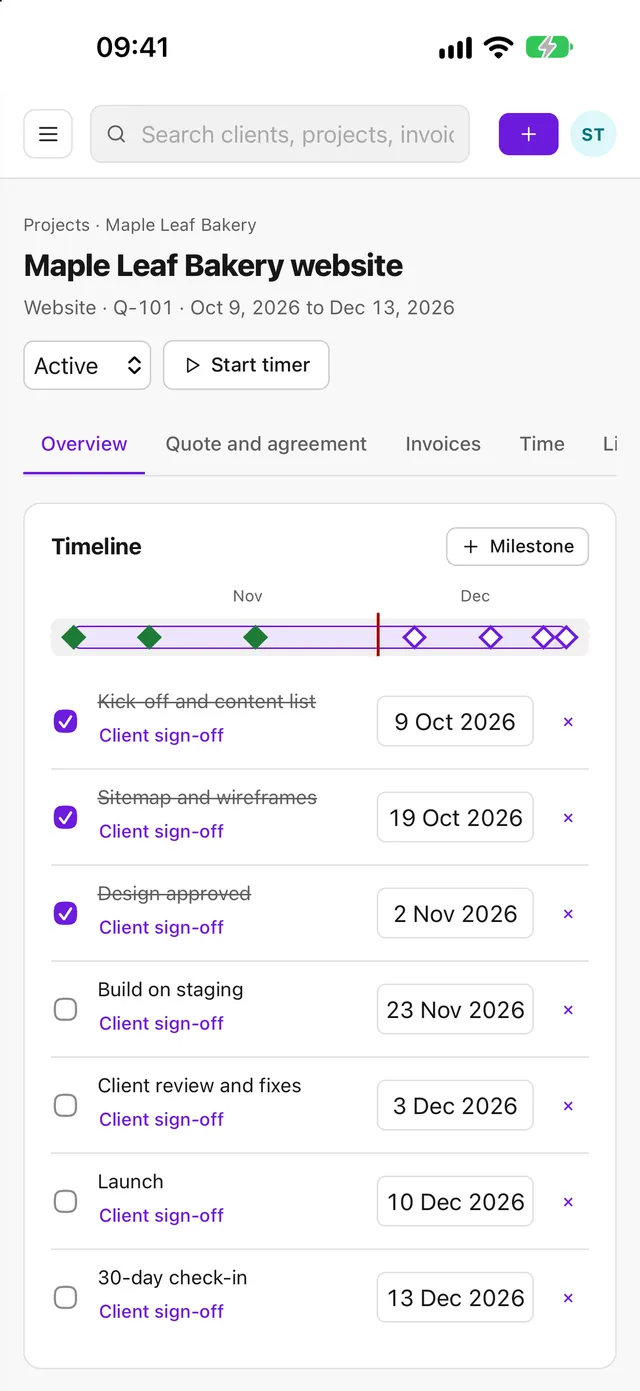 09:41
Search clients, projects, invoic
ST
Projects · Maple Leaf Bakery
Maple Leaf Bakery website
Website · Q-101 · Oct 9, 2026 to Dec 13, 2026
Active
Start timer
Overview Quote and agreement Invoices Time Li
Timeline
+ Milestone
Nov Dec
Kick-off and content list
Client sign-off
9 Oct 2026 ×
Sitemap and wireframes
Client sign-off
19 Oct 2026 ×
Design approved
Client sign-off
2 Nov 2026 ×
Build on staging
Client sign-off
23 Nov 2026 ×
Client review and fixes
Client sign-off
3 Dec 2026 ×
Launch
Client sign-off
10 Dec 2026 ×
30-day check-in
Client sign-off
13 Dec 2026 ×